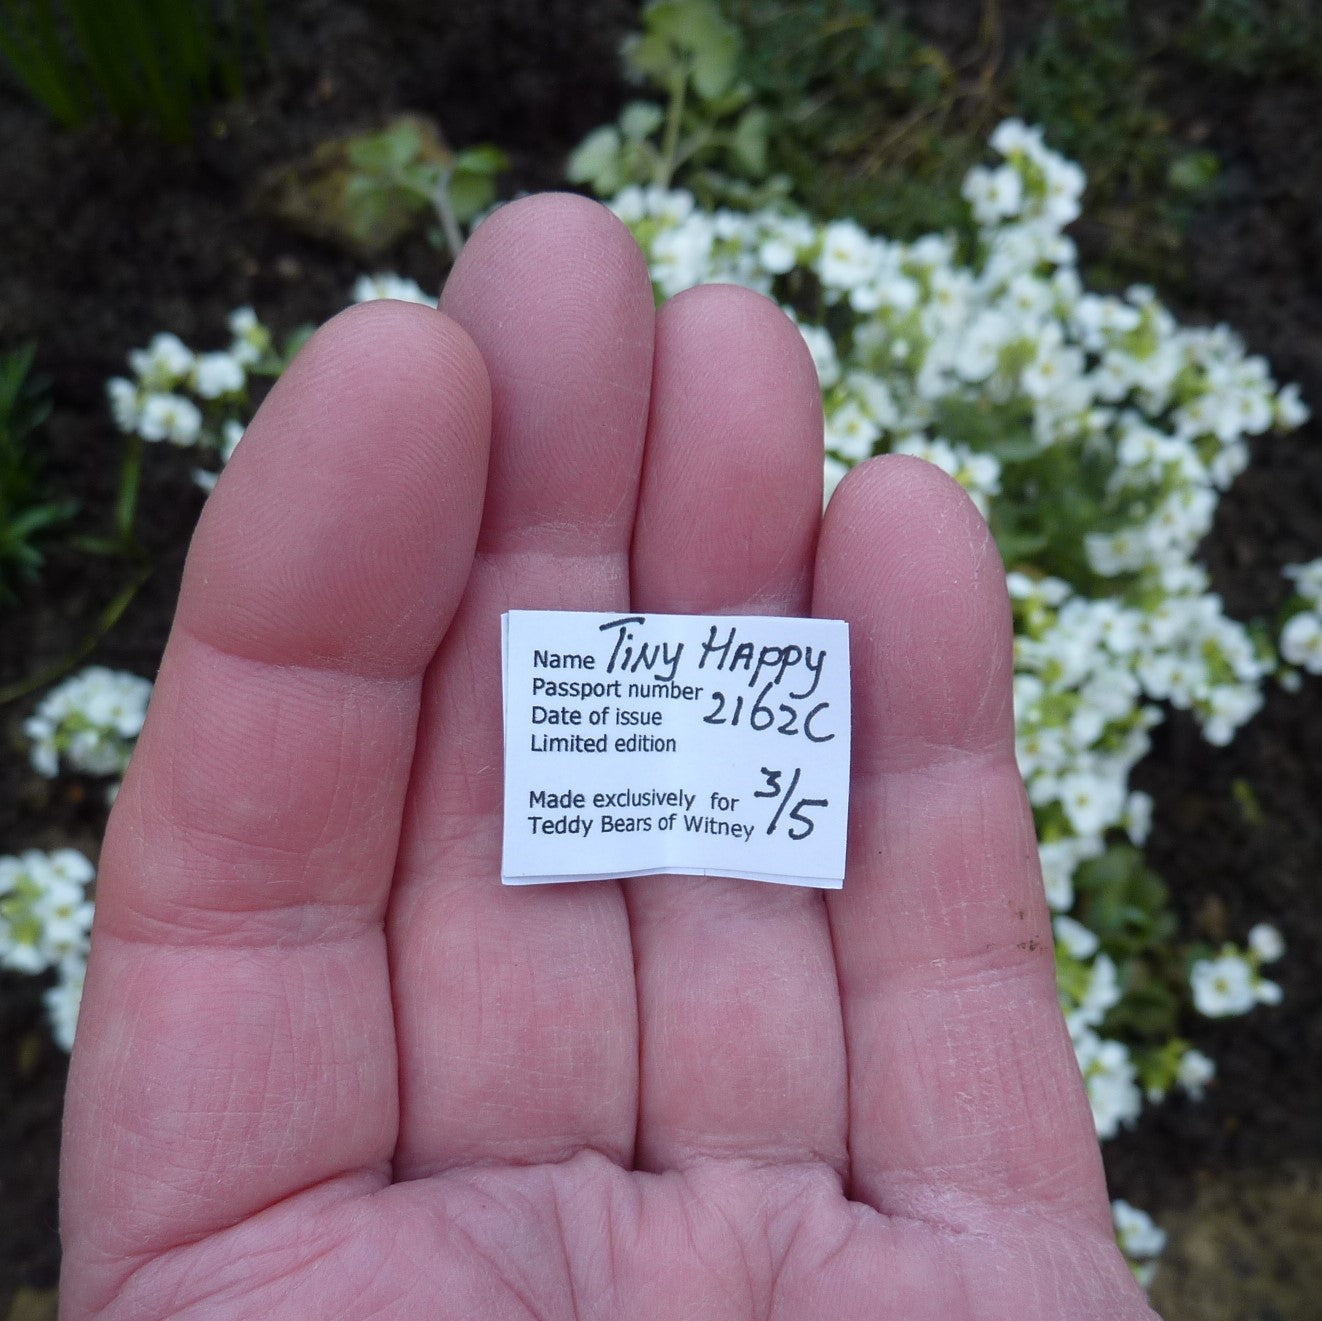 Name Tiny Happy
Passport number 2162C
Date of issue
Limited edition
Made exclusively for 3/5
Teddy Bears of Witney